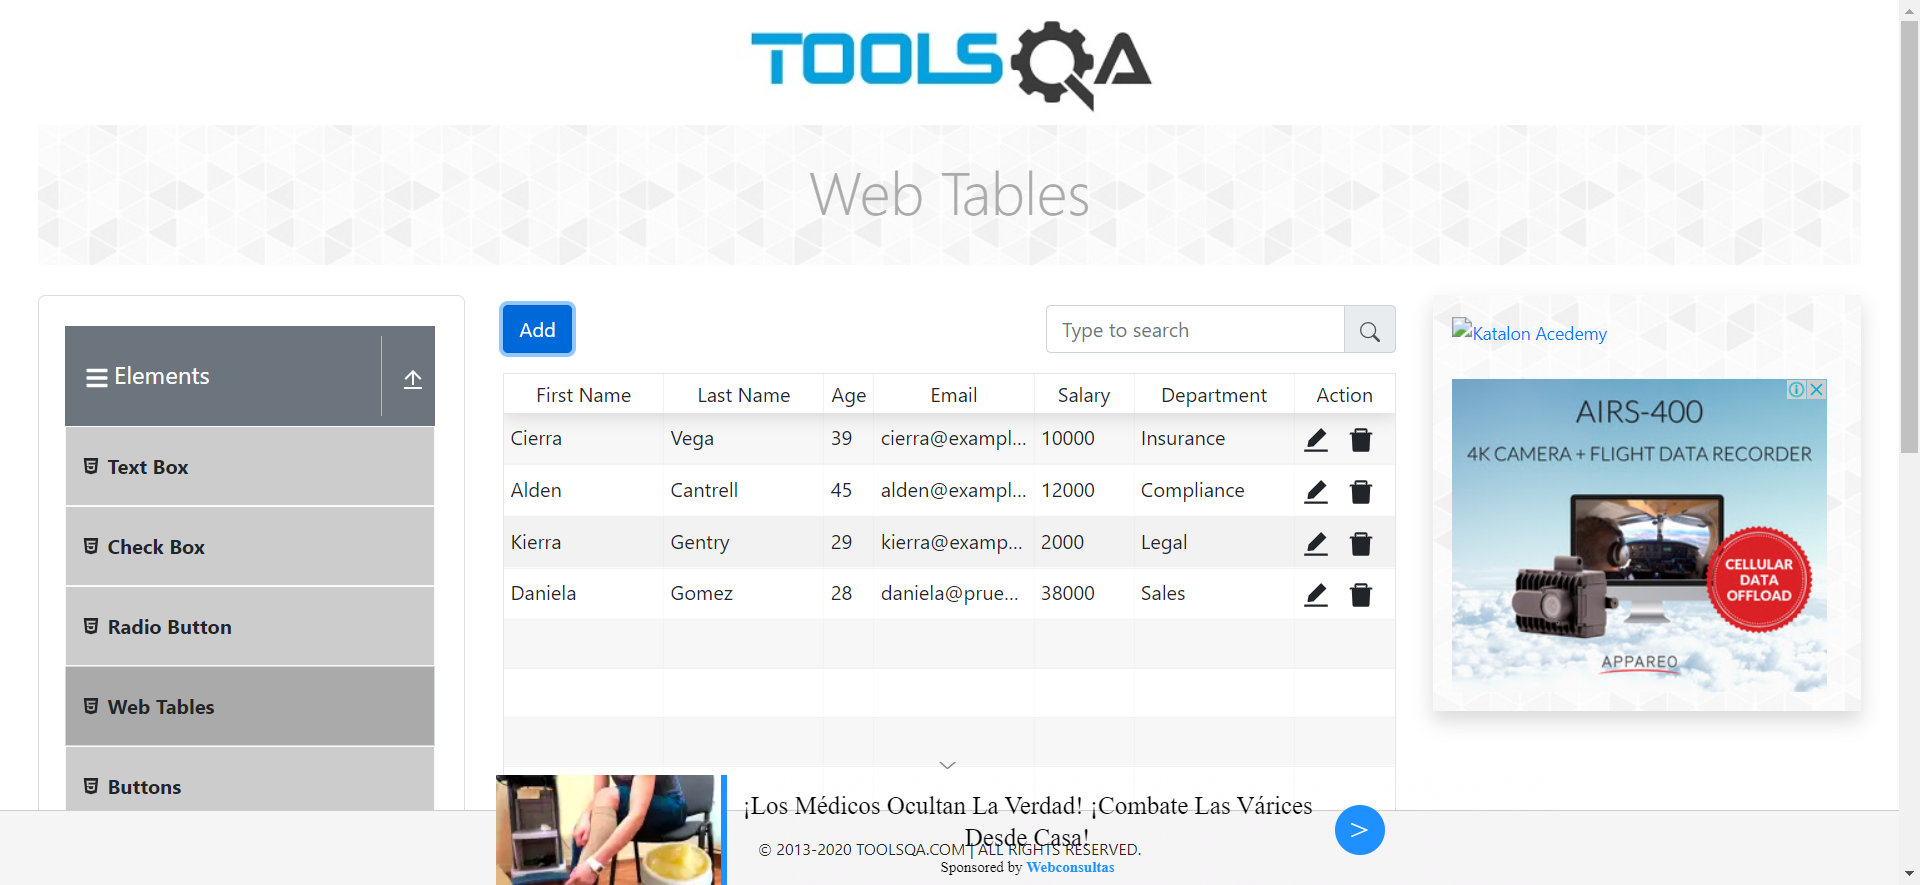 TOOLSQA
Web Tables
Elements
Text Box
Check Box
Radio Button
Web Tables
Buttons
Add
Type to search
First Name Last Name Age Email Salary Department Action
Cierra Vega 39 cierra@exampl... 10000 Insurance
Alden Cantrell 45 alden@exampl... 12000 Compliance
Kierra Gentry 29 kierra@examp... 2000 Legal
Daniela Gomez 28 daniela@prue... 38000 Sales
Katalon Acedemy
AIRS-400
4K CAMERA + FLIGHT DATA RECORDER
CELLULAR
DATA
OFFLOAD
APPAREO
¡Los Médicos Ocultan La Verdad! ¡Combate Las Várices
Desde Casa!
© 2013-2020 TOOLSQA.COM | ALL RIGHTS RESERVED.
Sponsored by Webconsultas